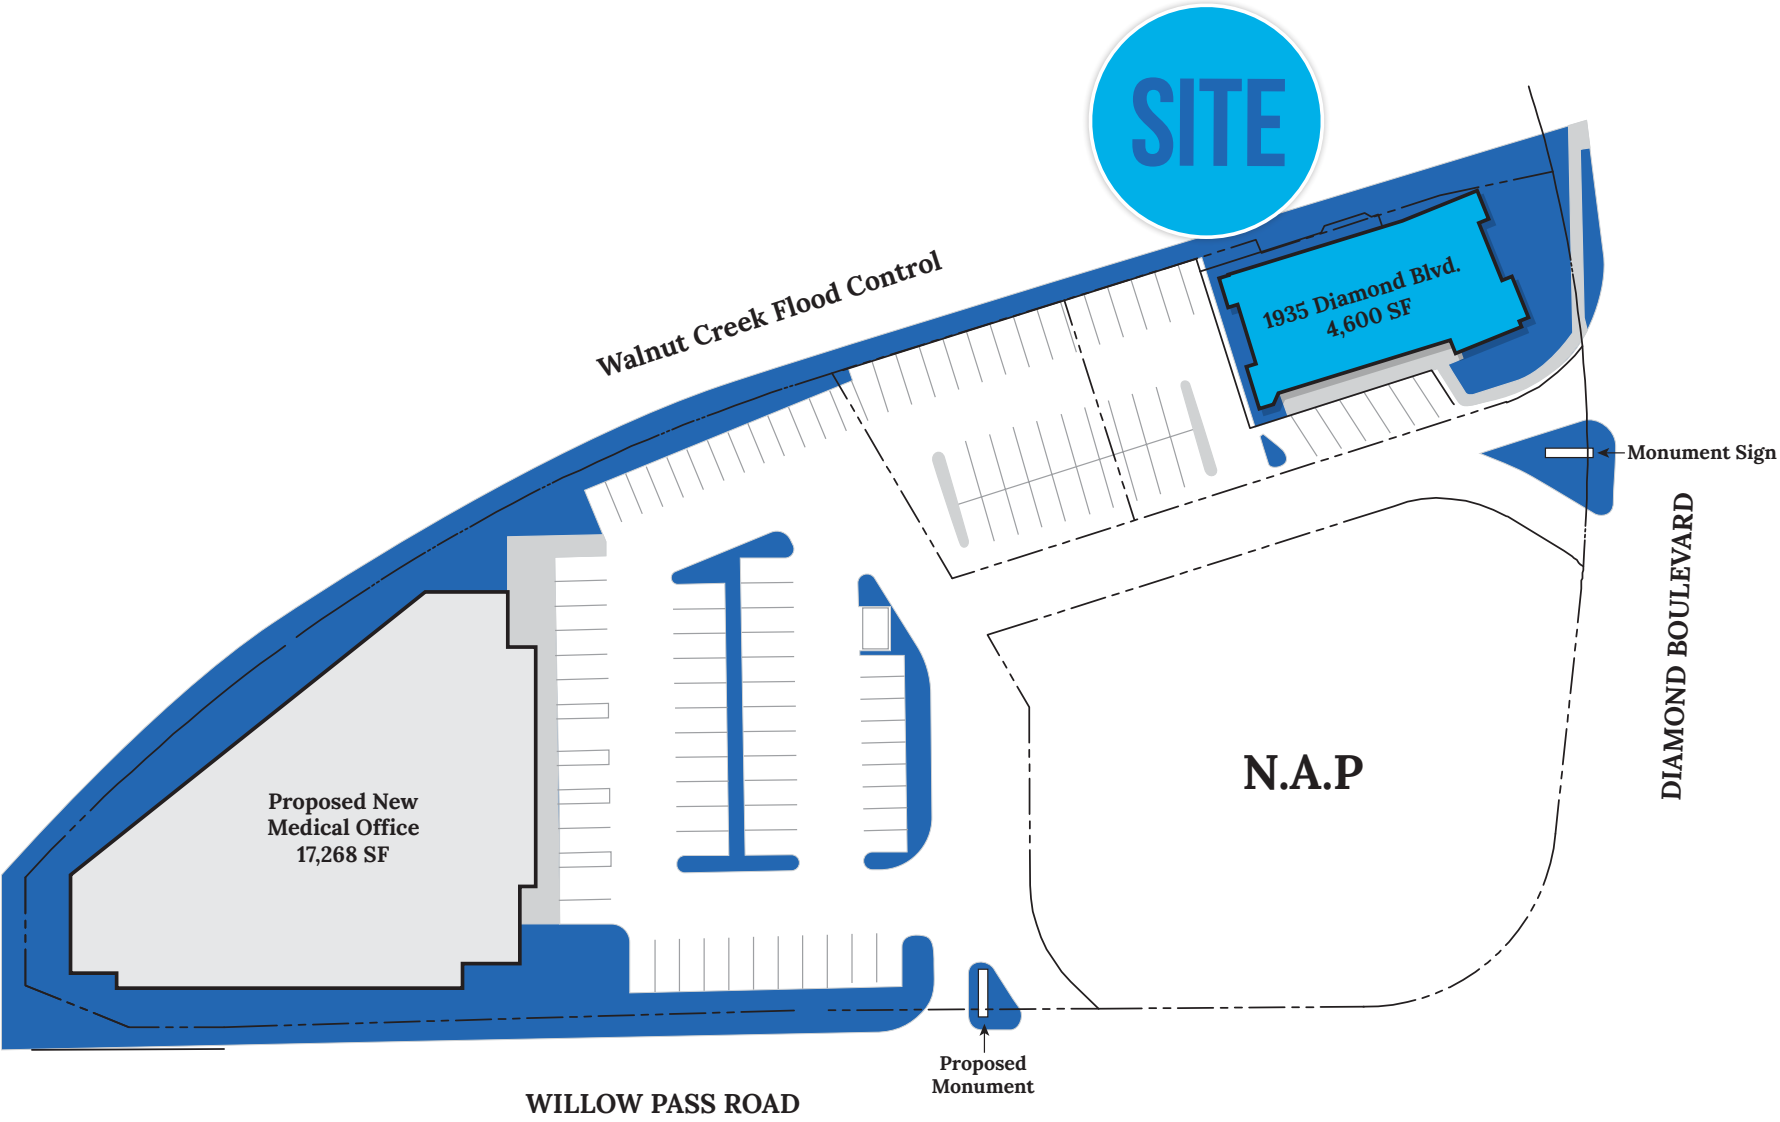 SITE
Walnut Creek Flood Control
1935 Diamond Blvd.
4,600 SF
Monument Sign
DIAMOND BOULEVARD
N.A.P
Proposed New
Medical Office
17,268 SF
Proposed
Monument
WILLOW PASS ROAD